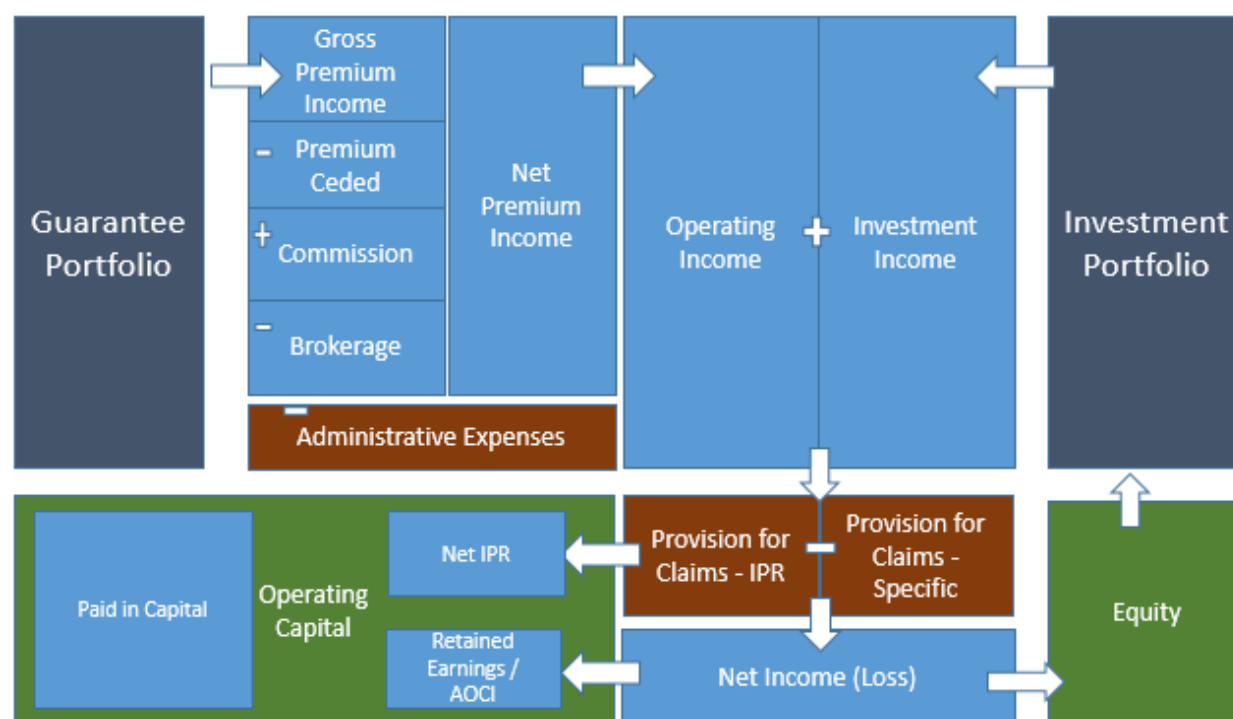 Guarantee
Portfolio
Gross
Premium
Income
-
Premium
Ceded
+
Commission
-
Brokerage
Net
Premium
Income
-
Administrative Expenses
Operating
Income
+
Investment
Income
Investment
Portfolio
Paid in Capital
Operating
Capital
Net IPR
Retained
Earnings /
AOCI
Provision for
Claims - IPR
-
Provision for
Claims -
Specific
Net Income (Loss)
Equity